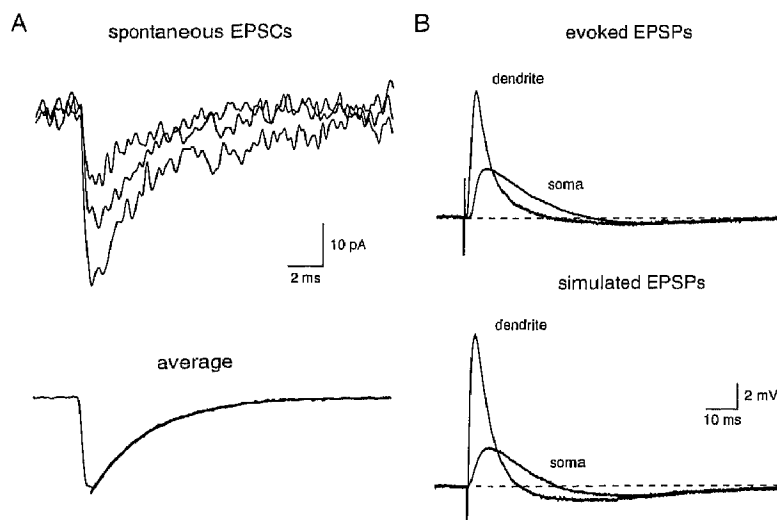 A
spontaneous EPSCs
10 pA
2 ms
average
B
evoked EPSPs
dendrite
soma
simulated EPSPs
dendrite
2 mV
10 ms
soma